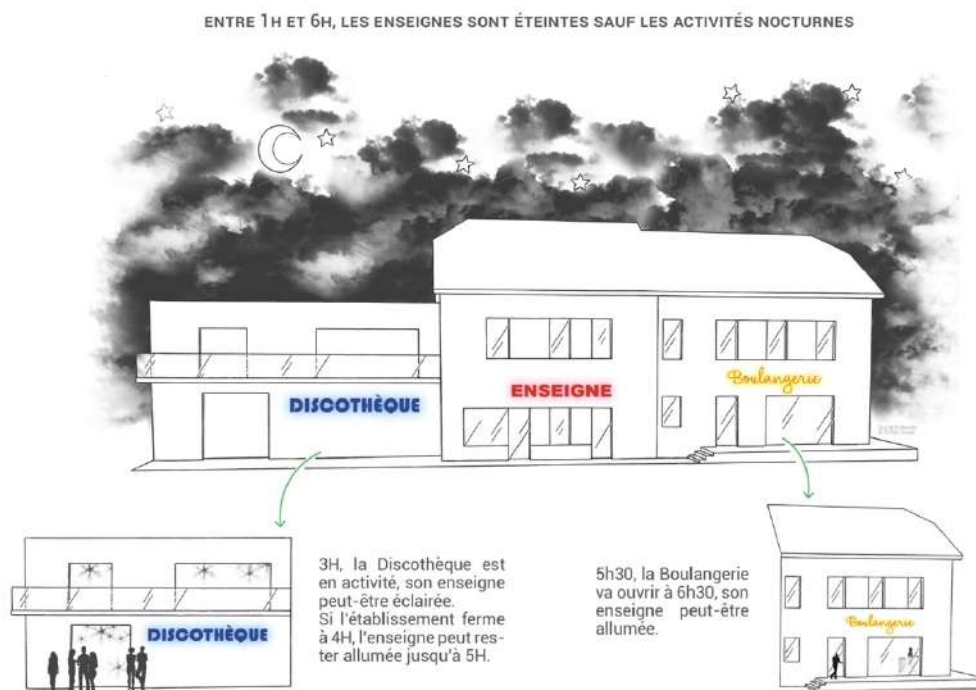 ENTRE 1H ET 6H, LES ENSEIGNES SONT ÉTEINTES SAUF LES ACTIVITÉS NOCTURNES
DISCOTHÈQUE
ENSEIGNE
Boulangerie
3H, la Discothèque est
en activité, son enseigne
peut-être éclairée.
Si l'établissement ferme
à 4H, l'enseigne peut res-
ter allumée jusqu'à 5H.
DISCOTHÈQUE
5h30, la Boulangerie
va ouvrir à 6h30, son
enseigne peut-être
allumée.
Boulangerie